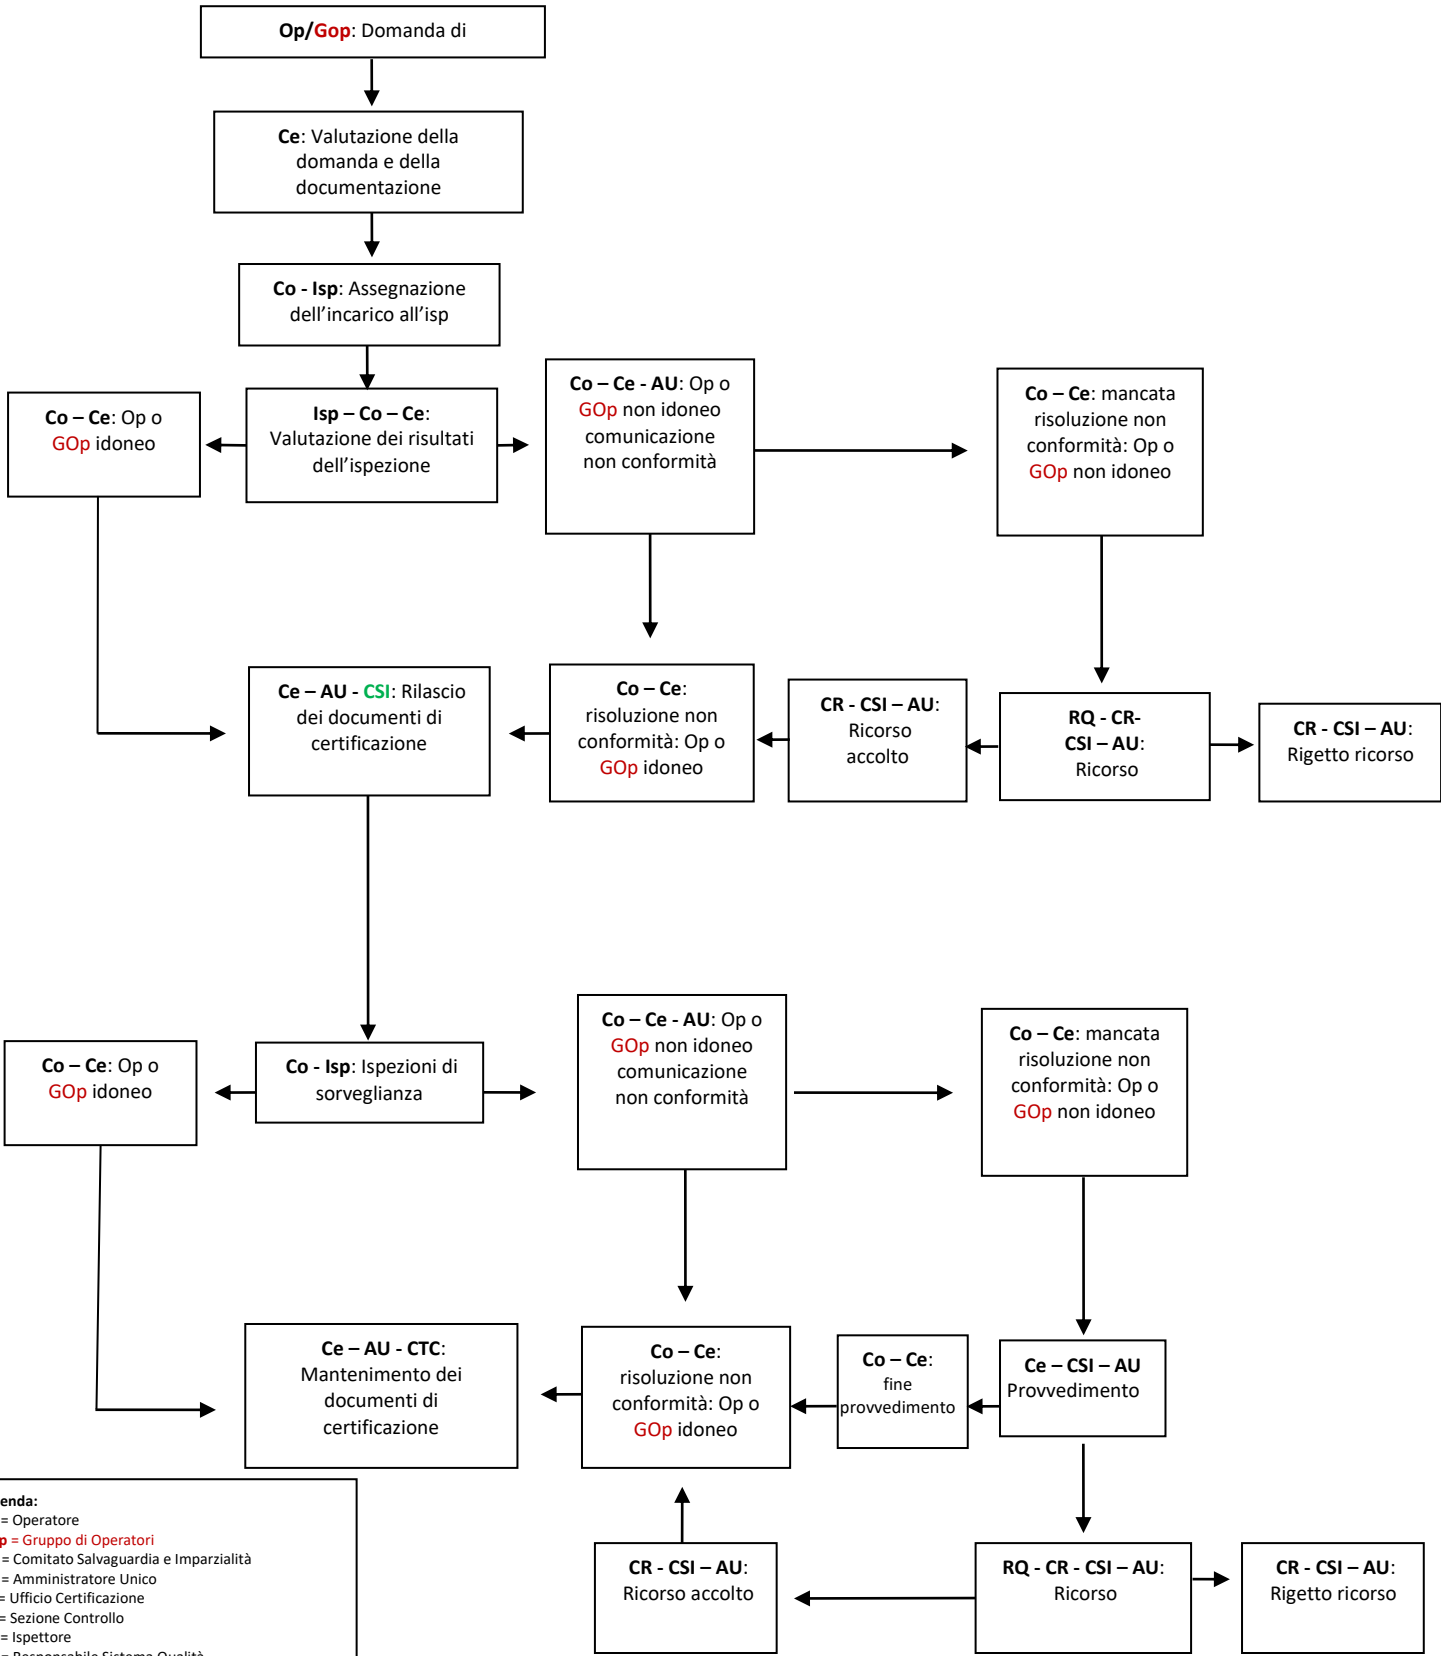 Op/Gop: Domanda di
Ce: Valutazione della
domanda e della
documentazione
Co - Isp: Assegnazione
dell'incarico all'isp
Co – Ce: Op o
GOp idoneo
Isp – Co – Ce:
Valutazione dei risultati
dell'ispezione
Co – Ce - AU: Op o
GOp non idoneo
comunicazione
non conformità
Co – Ce: mancata
risoluzione non
conformità: Op o
GOp non idoneo
Ce – AU - CSI: Rilascio
dei documenti di
certificazione
Co – Ce:
risoluzione non
conformità: Op o
GOp idoneo
CR - CSI – AU:
Ricorso
accolto
RQ - CR-
CSI – AU:
Ricorso
CR - CSI – AU:
Rigetto ricorso
Co – Ce: Op o
GOp idoneo
Co - Isp: Ispezioni di
sorveglianza
Co – Ce - AU: Op o
GOp non idoneo
comunicazione
non conformità
Co – Ce: mancata
risoluzione non
conformità: Op o
GOp non idoneo
Ce – AU - CTC:
Mantenimento dei
documenti di
certificazione
Co – Ce:
risoluzione non
conformità: Op o
GOp idoneo
Co – Ce:
fine
provvedimento
Ce – CSI – AU
Provvedimento
CR - CSI – AU:
Ricorso accolto
RQ - CR - CSI – AU:
Ricorso
CR - CSI – AU:
Rigetto ricorso
enda:
= Operatore
p = Gruppo di Operatori
= Comitato Salvaguardia e Imparzialità
= Amministratore Unico
= Ufficio Certificazione
= Sezione Controllo
= Ispettore
= Responsabile Sistema Qualità